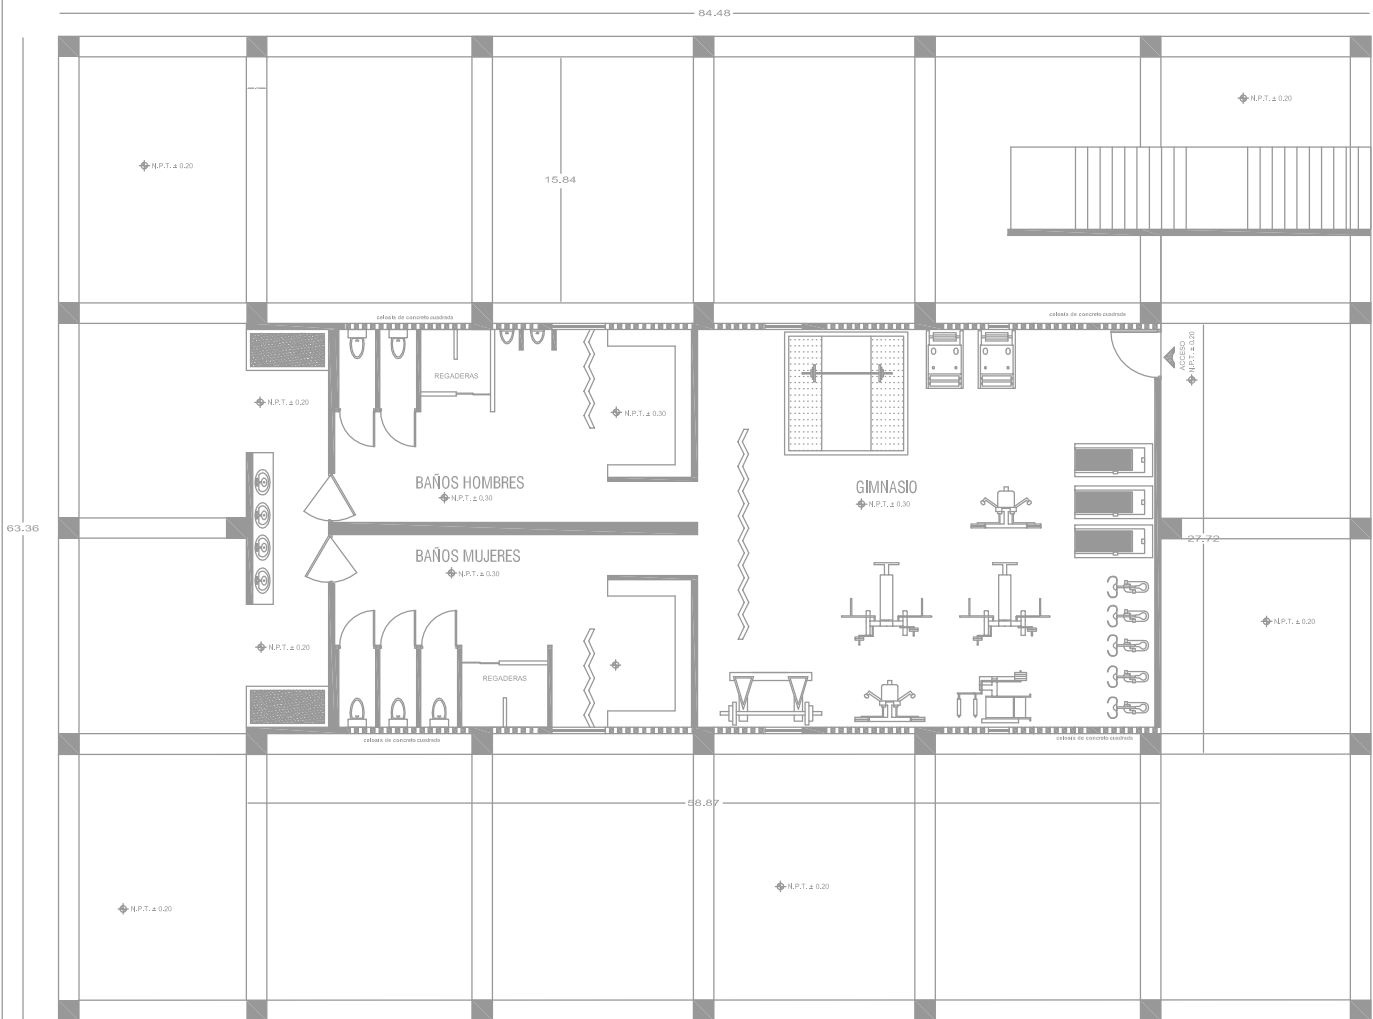 84.48
N.P.T. ± 0.20
N.P.T. ± 0.20
15.84
celosia de concreto cuadrada
celosia de concreto cuadrada
ACCESO
N.P.T. ± 0.20
REGADERAS
N.P.T. ± 0.20
N.P.T. ± 0.30
BAÑOS HOMBRES
N.P.T. ± 0.30
GIMNASIO
N.P.T. ± 0.30
63.36
27.72
BAÑOS MUJERES
N.P.T. ± 0.30
N.P.T. ± 0.20
N.P.T. ± 0.20
REGADERAS
celosia de concreto cuadrada
celosia de concreto cuadrada
58.87
N.P.T. ± 0.20
N.P.T. ± 0.20